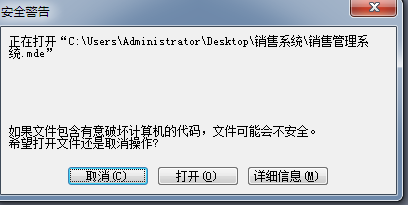 安全警告
正在打开“C:\Users\Administrator\Desktop\销售系统\销售管理系
统.mde”
如果文件包含有意破坏计算机的代码，文件可能会不安全。
希望打开文件还是取消操作?
取消(C) 打开(O) 详细信息(M)